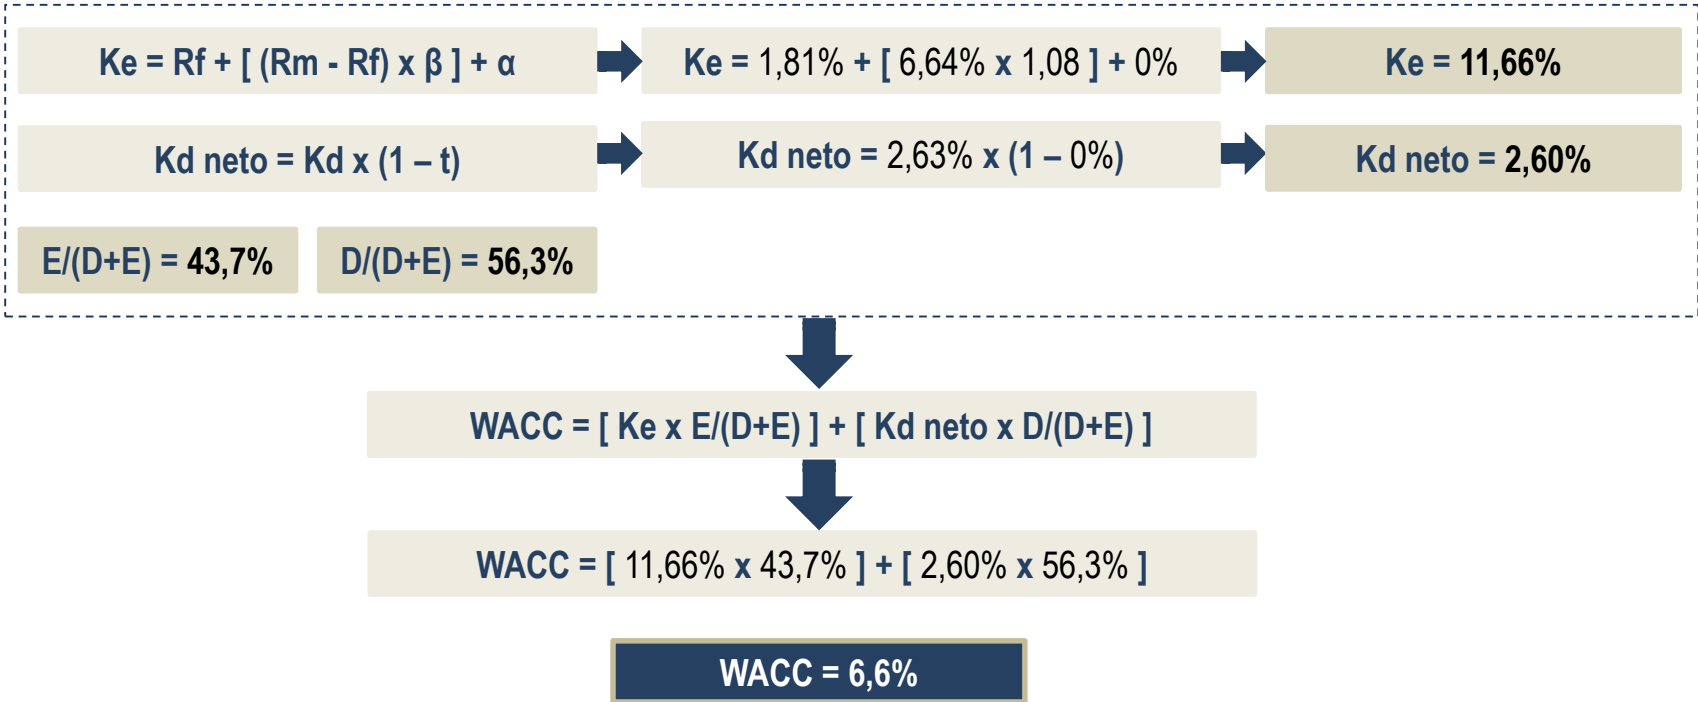 Ke = Rf + [ (Rm - Rf) x β ] + α
Ke = 1,81% + [ 6,64% x 1,08 ] + 0%
Ke = 11,66%
Kd neto = Kd x (1 – t)
Kd neto = 2,63% x (1 – 0%)
Kd neto = 2,60%
E/(D+E) = 43,7%
D/(D+E) = 56,3%
WACC = [ Ke x E/(D+E) ] + [ Kd neto x D/(D+E) ]
WACC = [ 11,66% x 43,7% ] + [ 2,60% x 56,3% ]
WACC = 6,6%